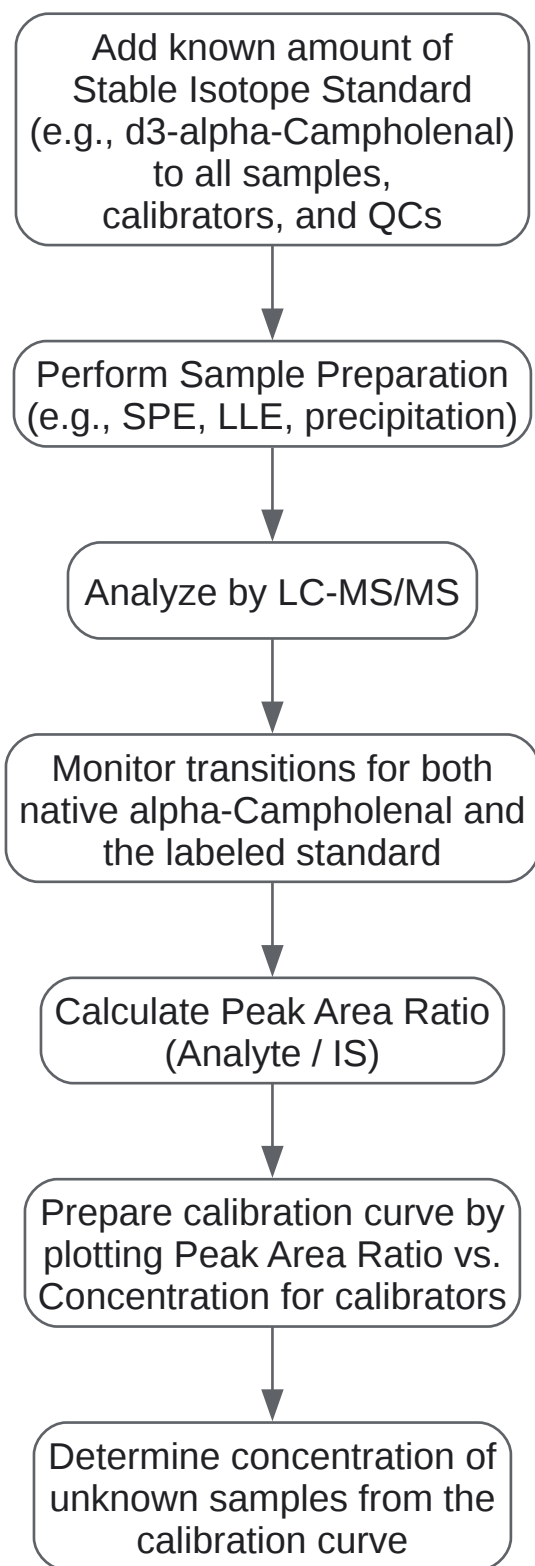 Add known amount of
Stable Isotope Standard
(e.g., d3-alpha-Campholenal)
to all samples,
calibrators, and QCs
Perform Sample Preparation
(e.g., SPE, LLE, precipitation)
Analyze by LC-MS/MS
Monitor transitions for both
native alpha-Campholenal and
the labeled standard
Calculate Peak Area Ratio
(Analyte / IS)
Prepare calibration curve by
plotting Peak Area Ratio vs.
Concentration for calibrators
Determine concentration of
unknown samples from the
calibration curve